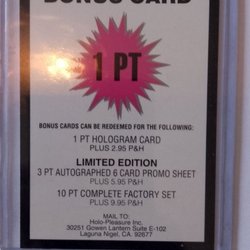 BONUS CARD
1 PT
BONUS CARDS CAN BE REDEEMED FOR THE FOLLOWING:
1 PT HOLOGRAM CARD
PLUS 2.95 P&H
LIMITED EDITION
3 PT AUTOGRAPHED 6 CARD PROMO SHEET
PLUS 5.95 P&H
10 PT COMPLETE FACTORY SET
PLUS 9.95 P&H
MAIL TO:
Holo-Pleasure Inc.
30251 Gowen Lantern Suite E-102
Laguna Nigel, CA. 92677